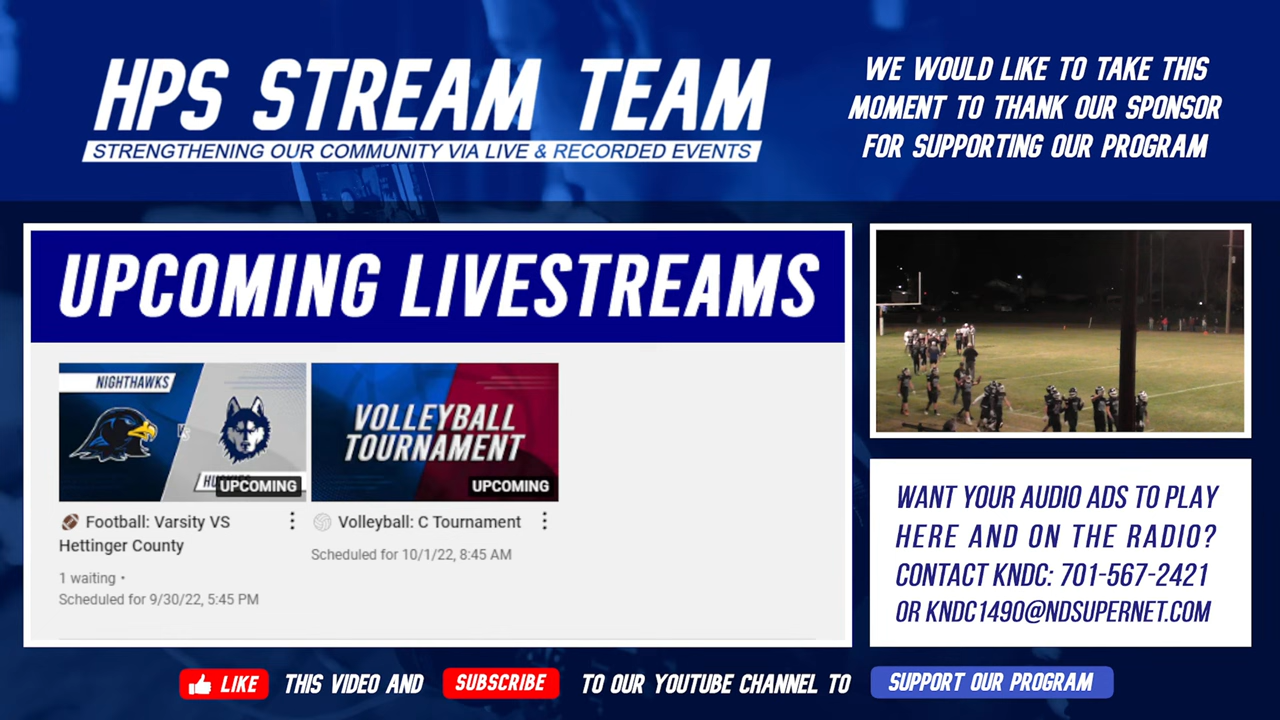 HPS STREAM TEAM
STRENGTHENING OUR COMMUNITY VIA LIVE & RECORDED EVENTS
WE WOULD LIKE TO TAKE THIS
MOMENT TO THANK OUR SPONSOR
FOR SUPPORTING OUR PROGRAM
UPCOMING LIVESTREAMS
NIGHTHAWKS
VS
UPCOMING
Football: Varsity VS
Hettinger County
1 waiting •
Scheduled for 9/30/22, 5:45 PM
VOLLEYBALL
TOURNAMENT
UPCOMING
Volleyball: C Tournament
Scheduled for 10/1/22, 8:45 AM
WANT YOUR AUDIO ADS TO PLAY
HERE AND ON THE RADIO?
CONTACT KNDC: 701-567-2421
OR KNDC1490@NDSUPERNET.COM
LIKE THIS VIDEO AND SUBSCRIBE TO OUR YOUTUBE CHANNEL TO SUPPORT OUR PROGRAM